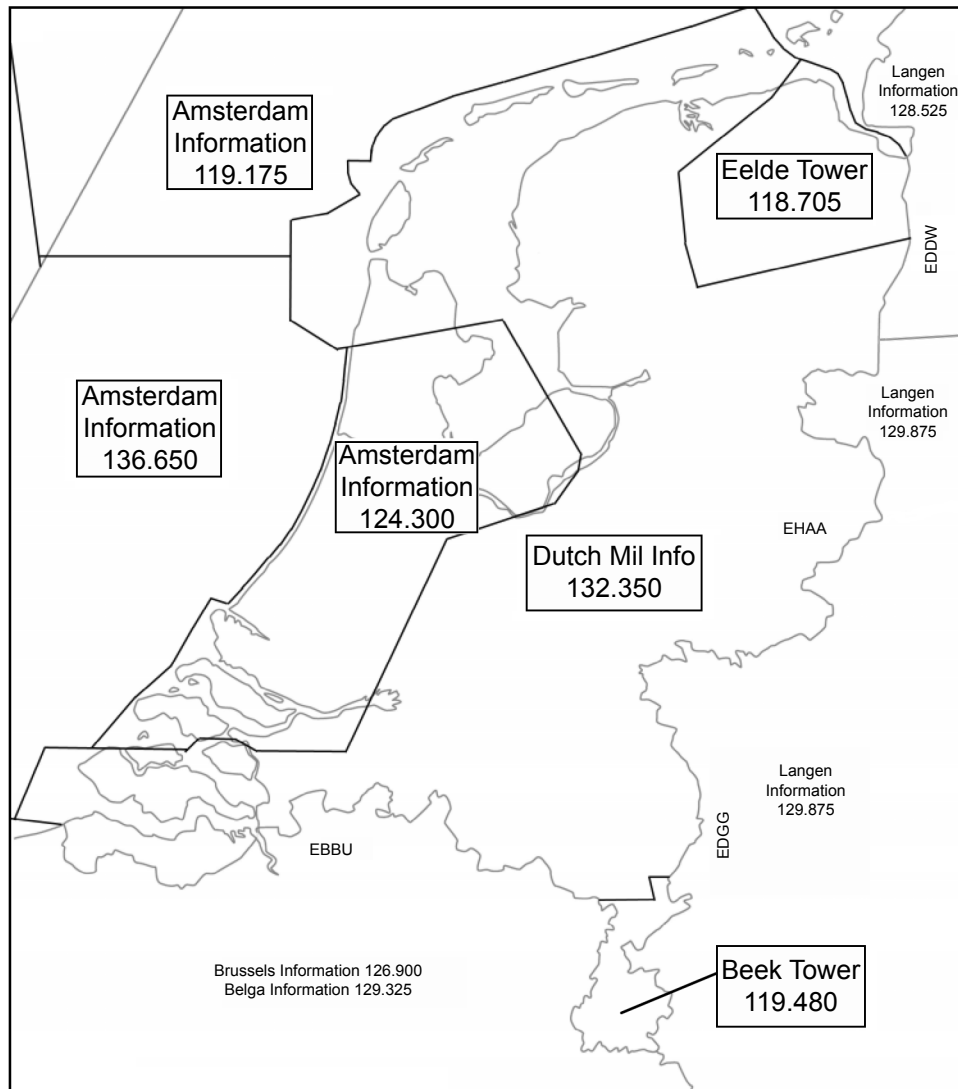 Langen
Information
128.525
Amsterdam
Information
119.175
Eelde Tower
118.705
EDDW
Amsterdam
Information
136.650
Langen
Information
129.875
Amsterdam
Information
124.300
EHAA
Dutch Mil Info
132.350
Langen
Information
129.875
EDGG
EBBU
Brussels Information 126.900
Belga Information 129.325
Beek Tower
119.480